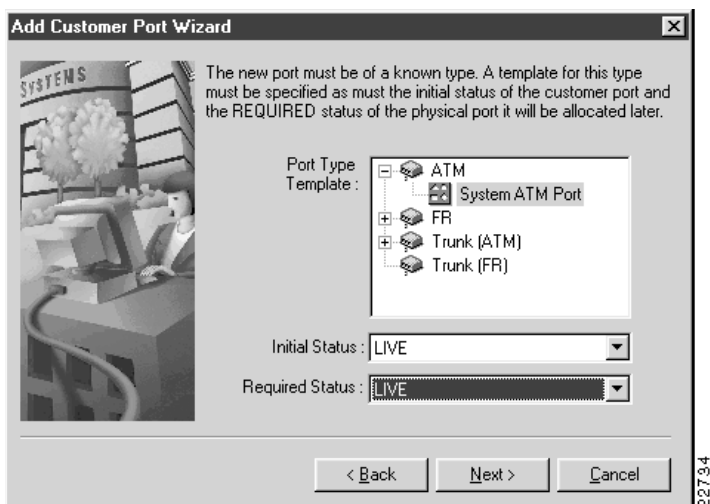 Add Customer Port Wizard
SYSTEMS
The new port must be of a known type. A template for this type
must be specified as must the initial status of the customer port and
the REQUIRED status of the physical port it will be allocated later.
Port Type
Template :
ATM
System ATM Port
FR
Trunk (ATM)
Trunk (FR)
Initial Status : LIVE
Required Status : LIVE
< Back
Next >
Cancel
22734